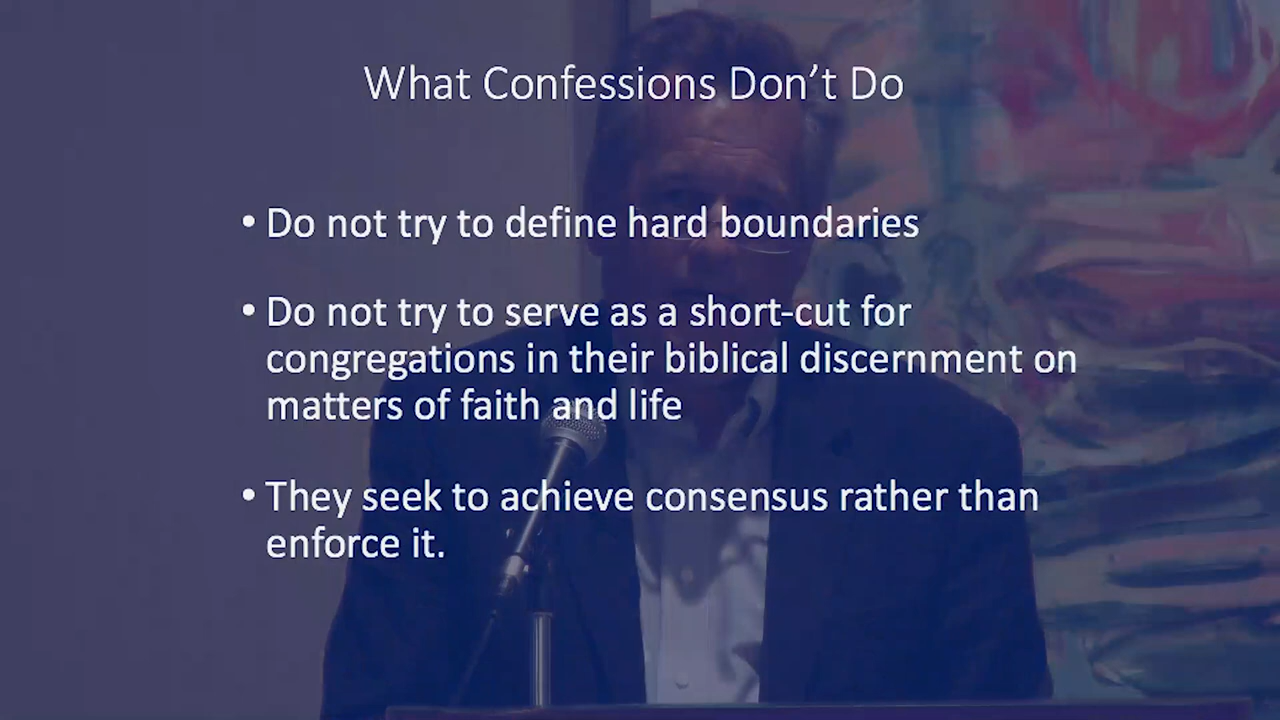 What Confessions Don’t Do
• Do not try to define hard boundaries
• Do not try to serve as a short-cut for
congregations in their biblical discernment on
matters of faith and life
• They seek to achieve consensus rather than
enforce it.